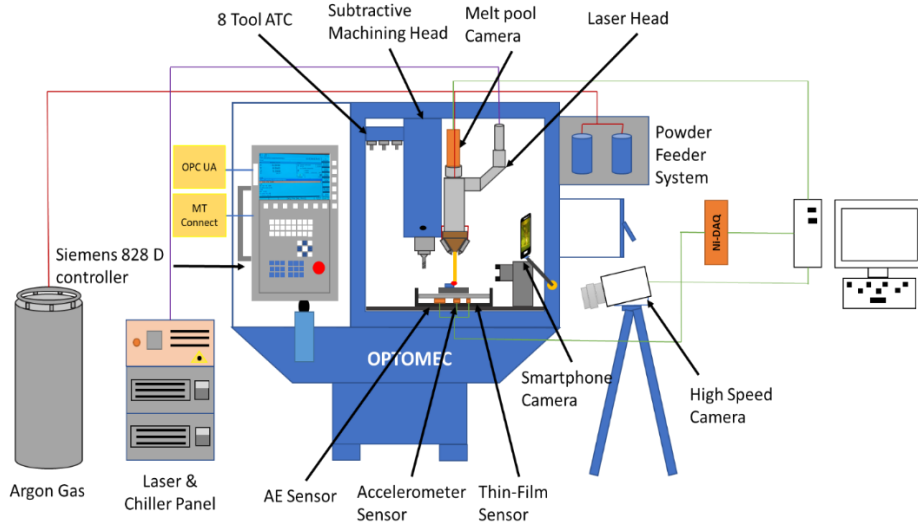 8 Tool ATC
Subtractive
Machining Head
Melt pool
Camera
Laser Head
OPC UA
MT
Connect
Siemens 828 D
controller
Powder
Feeder
System
NI-DAQ
OPTOMEC
Smartphone
Camera
High Speed
Camera
Argon Gas
Laser &
Chiller Panel
AE Sensor
Accelerometer
Sensor
Thin-Film
Sensor